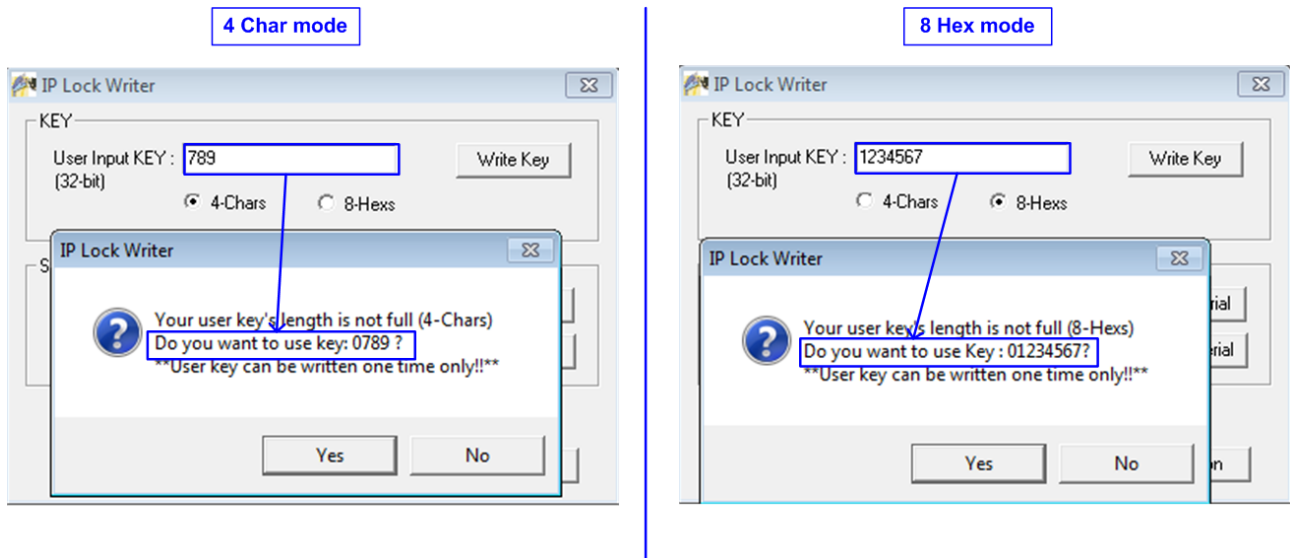 4 Char mode
IP Lock Writer
KEY
User Input KEY :
789
Write Key
(32-bit)
4-Chars
8-Hexs
IP Lock Writer
S
Your user key's length is not full (4-Chars)
Do you want to use key: 0789 ?
**User key can be written one time only!!**
Yes
No
8 Hex mode
IP Lock Writer
KEY
User Input KEY :
1234567
Write Key
(32-bit)
4-Chars
8-Hexs
IP Lock Writer
rial
Your user key's length is not full (8-Hexs)
Do you want to use Key : 01234567?
erial
**User key can be written one time only!!**
Yes
No
on